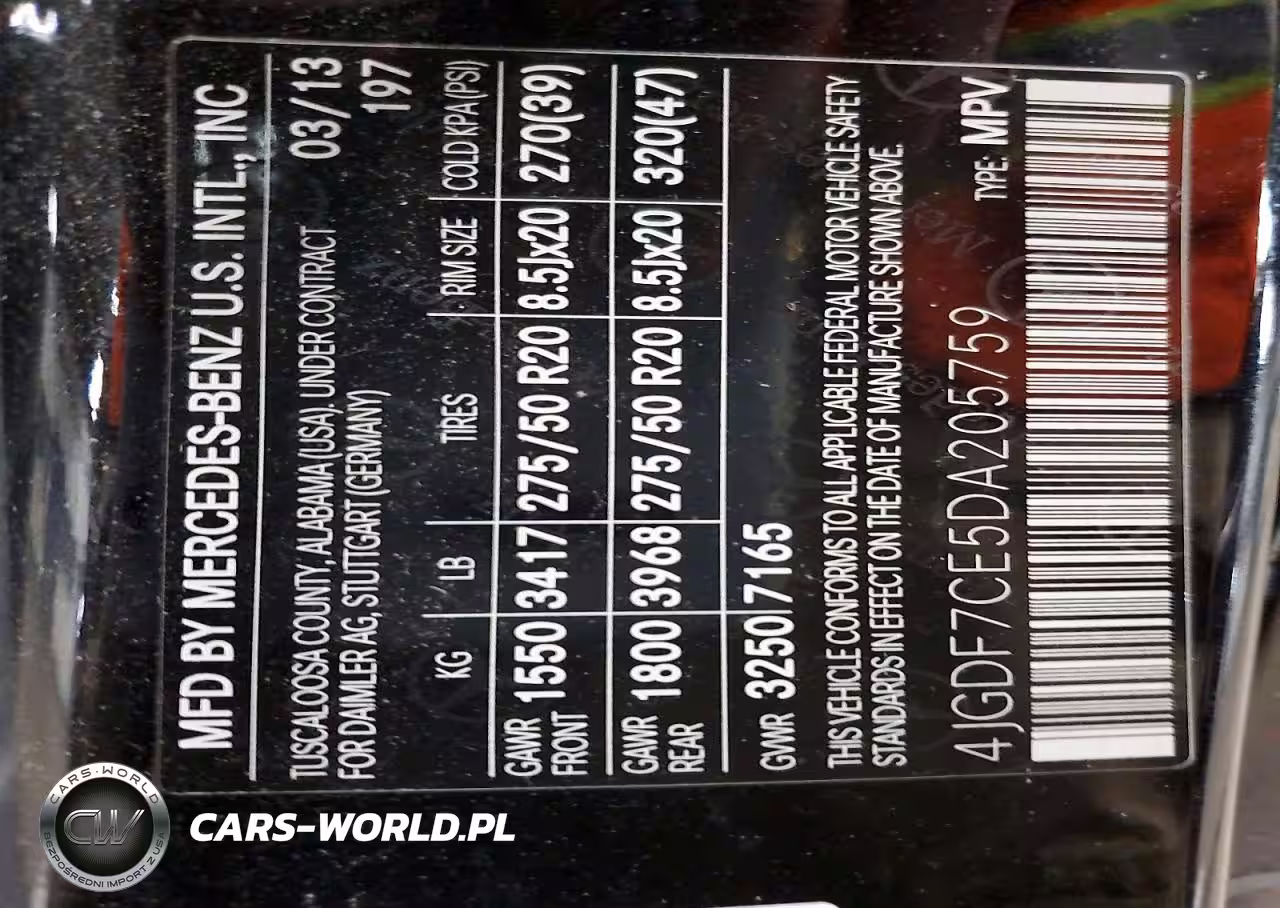 MFD BY MERCEDES-BENZ U.S. INTL., INC
TUSCALOOSA COUNTY, ALABAMA (USA), UNDER CONTRACT 03/13
FOR DAIMLER AG, STUTTGART (GERMANY) 197
KG / LB TIRES RIM SIZE COLD KPA(PSI)
GAWR FRONT 1550 3417 275/50 R20 8.5Jx20 270(39)
GAWR REAR 1800 3968 275/50 R20 8.5Jx20 320(47)
GVWR 3250 7165
THIS VEHICLE CONFORMS TO ALL APPLICABLE FEDERAL MOTOR VEHICLE SAFETY
STANDARDS IN EFFECT ON THE DATE OF MANUFACTURE SHOWN ABOVE.
4JGDF7CE5DA205759 TYPE: MPV
CARS-WORLD
CW
BEZPOŚREDNI IMPORT Z USA
CARS-WORLD.PL